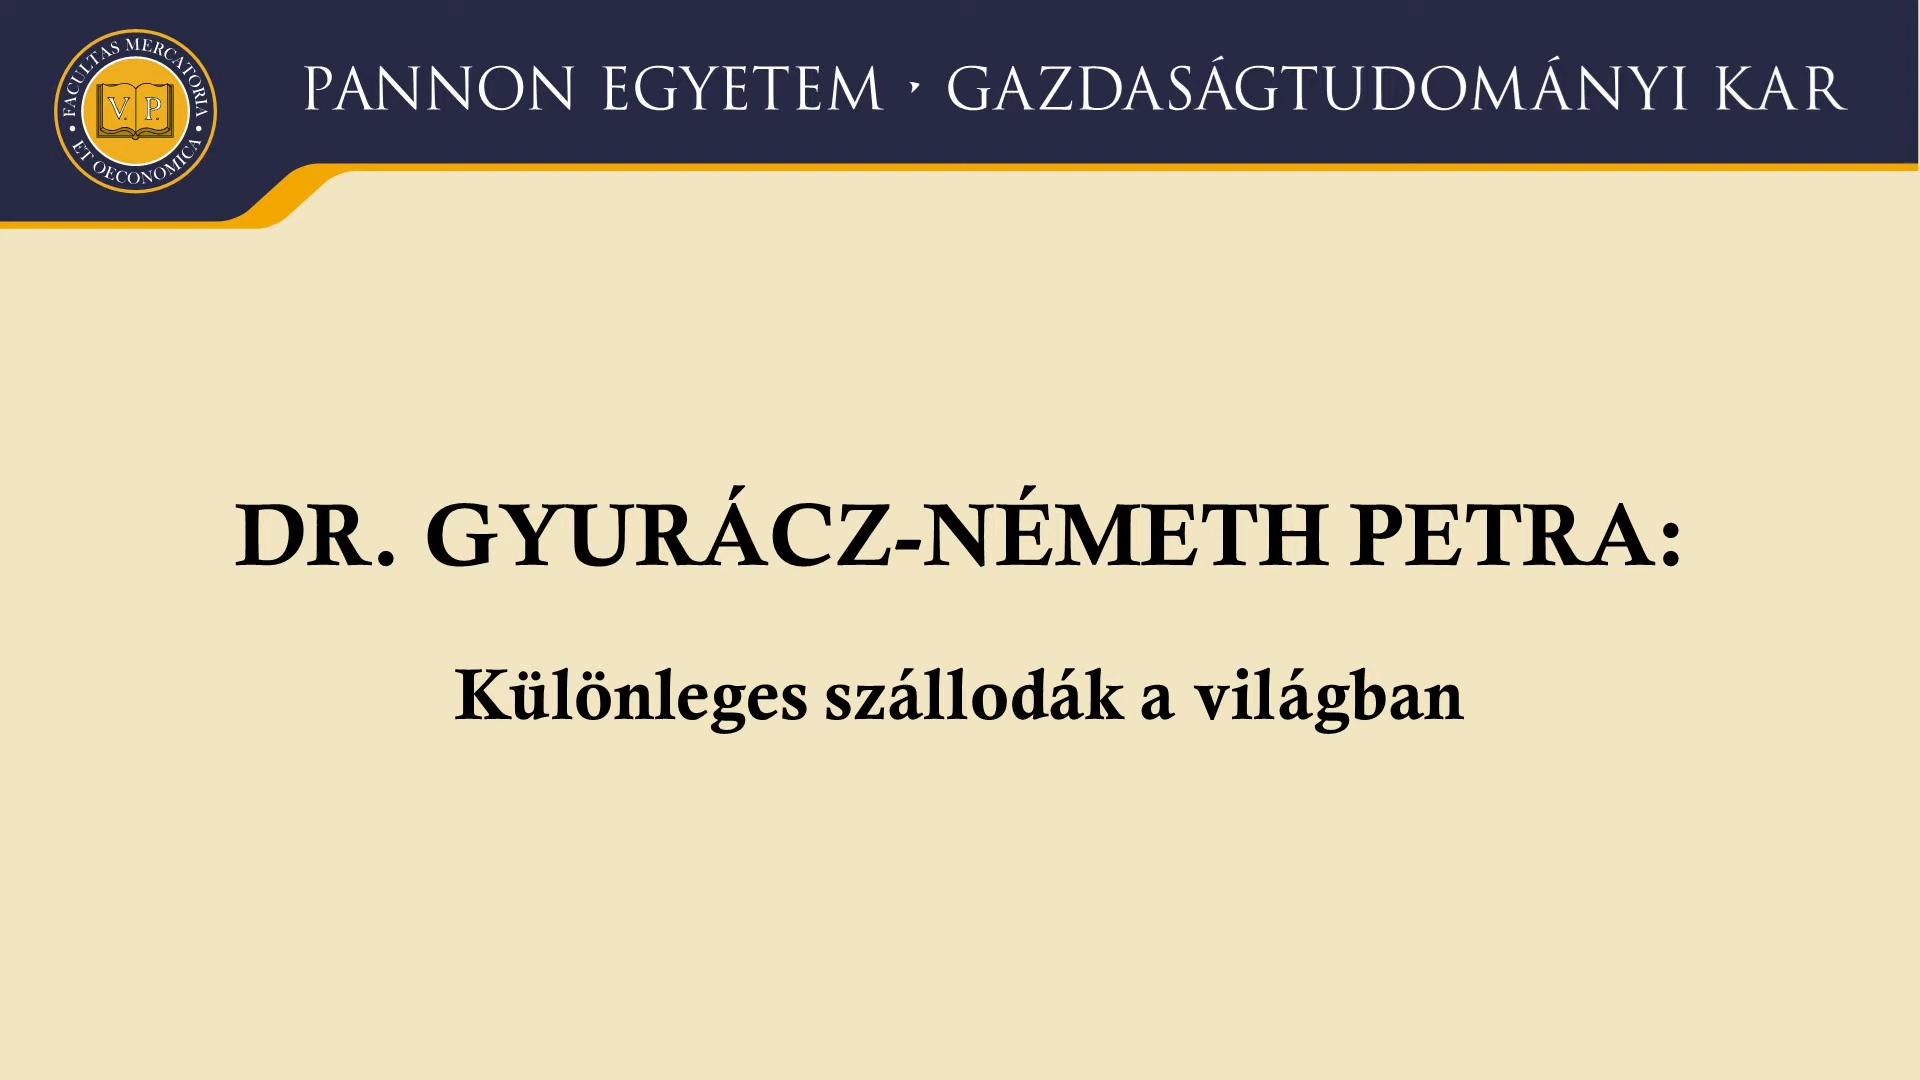 FACULTAS MERCATORIA
ET OECONOMICA
V. P.
PANNON EGYETEM · GAZDASÁGTUDOMÁNYI KAR
DR. GYURÁCZ-NÉMETH PETRA:
Különleges szállodák a világban